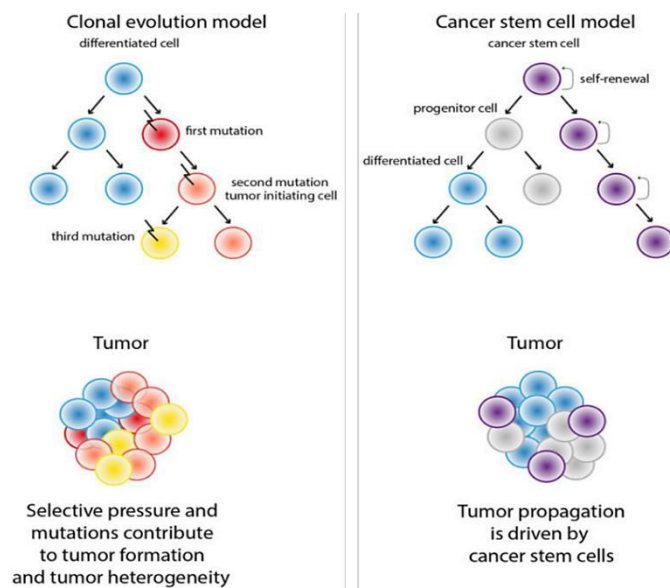 Clonal evolution model
differentiated cell
first mutation
second mutation
tumor initiating cell
third mutation
Tumor
Selective pressure and
mutations contribute
to tumor formation
and tumor heterogeneity
Cancer stem cell model
cancer stem cell
self-renewal
progenitor cell
differentiated cell
Tumor
Tumor propagation
is driven by
cancer stem cells